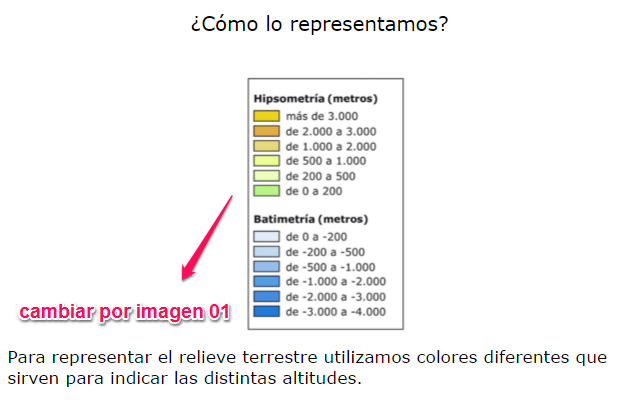 ¿Cómo lo representamos?
Hipsometría (metros)
más de 3.000
de 2.000 a 3.000
de 1.000 a 2.000
de 500 a 1.000
de 200 a 500
de 0 a 200
Batimetría (metros)
de 0 a -200
de -200 a -500
de -500 a -1.000
de -1.000 a -2.000
de -2.000 a -3.000
de -3.000 a -4.000
cambiar por imagen 01
Para representar el relieve terrestre utilizamos colores diferentes que
sirven para indicar las distintas altitudes.